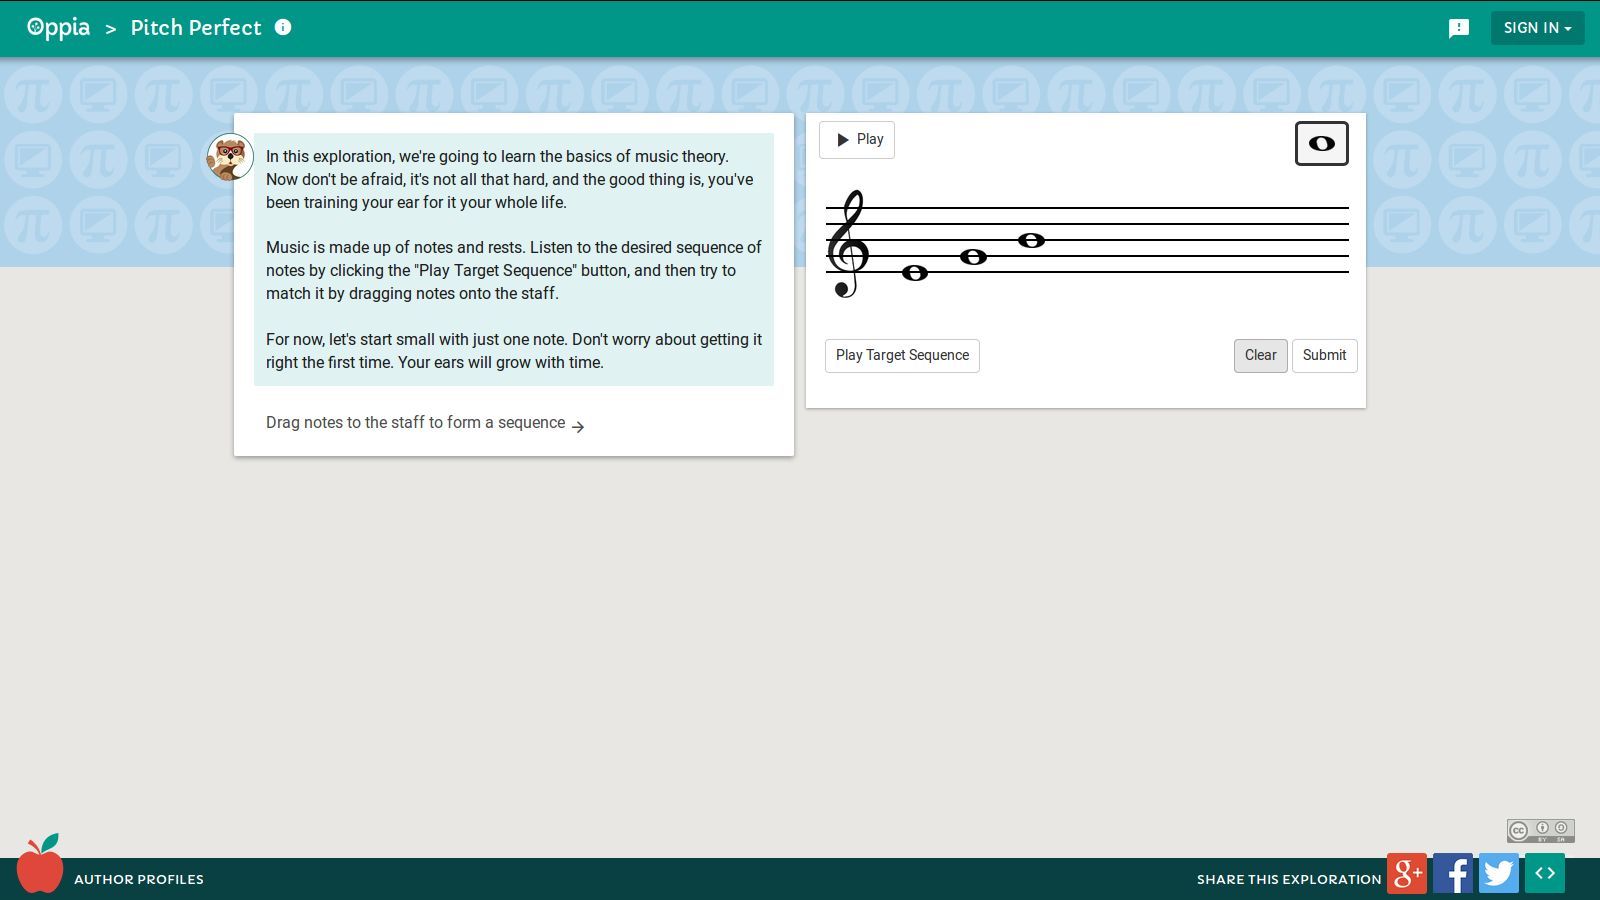 Oppia > Pitch Perfect
SIGN IN
In this exploration, we're going to learn the basics of music theory.
Now don't be afraid, it's not all that hard, and the good thing is, you've
been training your ear for it your whole life.
Music is made up of notes and rests. Listen to the desired sequence of
notes by clicking the "Play Target Sequence" button, and then try to
match it by dragging notes onto the staff.
For now, let's start small with just one note. Don't worry about getting it
right the first time. Your ears will grow with time.
Drag notes to the staff to form a sequence
Play
Play Target Sequence
Clear
Submit
cc
BY SA
AUTHOR PROFILES
SHARE THIS EXPLORATION
g+
f
<>